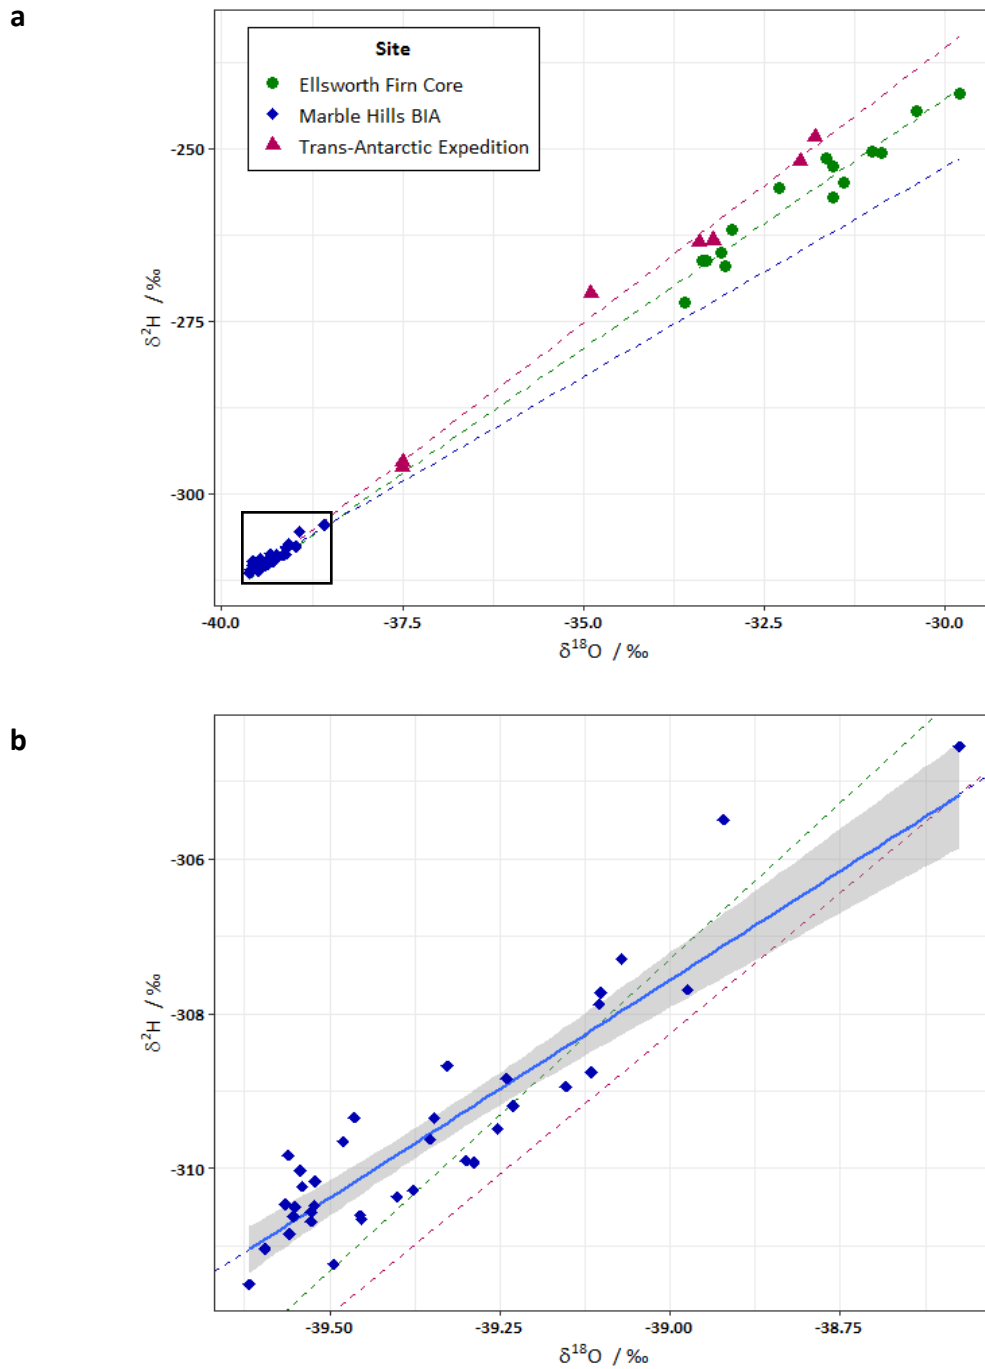 a
Site
Ellsworth Firn Core
Marble Hills BIA
Trans-Antarctic Expedition
-250
-275
-300
δ²H / ‰
-40.0 -37.5 -35.0 -32.5 -30.0
δ¹⁸O / ‰
b
-306
-308
-310
δ²H / ‰
-39.50 -39.25 -39.00 -38.75
δ¹⁸O / ‰